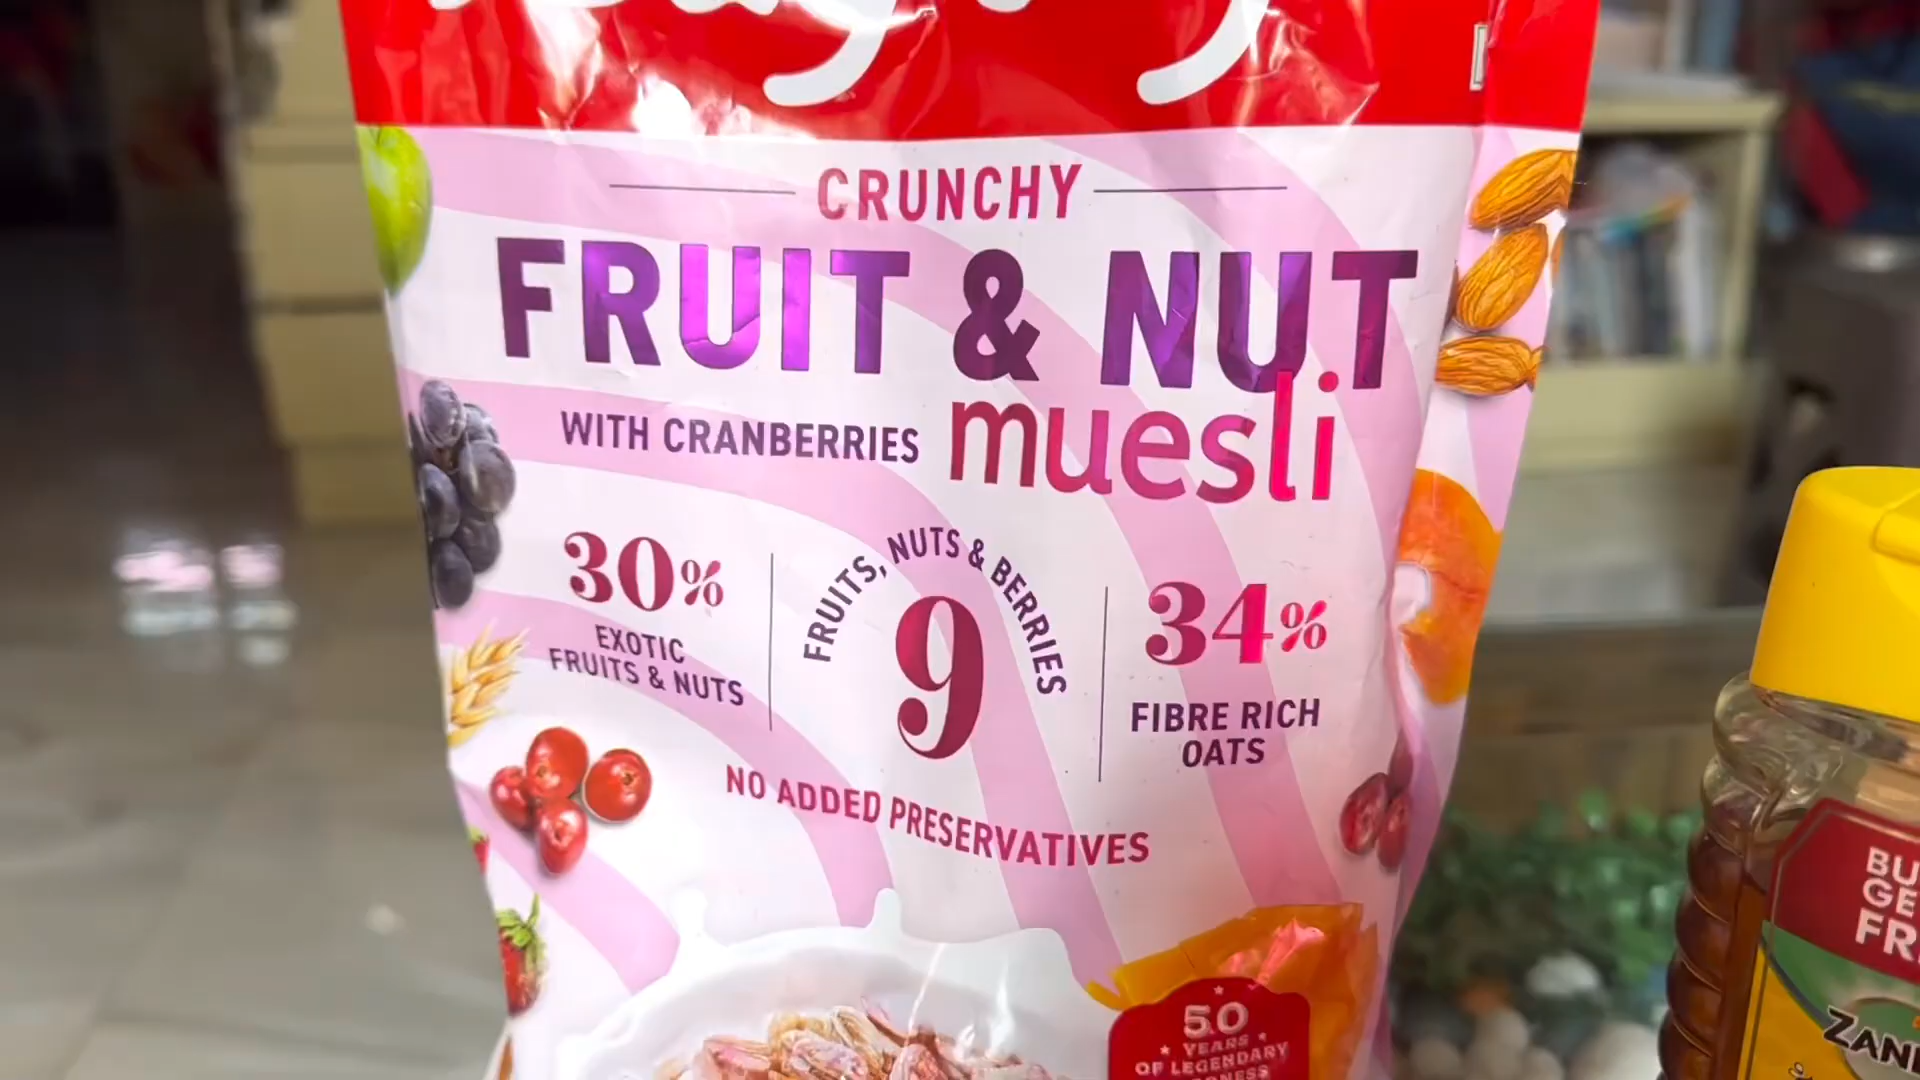 CRUNCHY
FRUIT & NUT
WITH CRANBERRIES muesli
30%
EXOTIC
FRUITS & NUTS
FRUITS, NUTS & BERRIES
9
34%
FIBRE RICH
OATS
NO ADDED PRESERVATIVES
50
YEARS
OF LEGENDARY